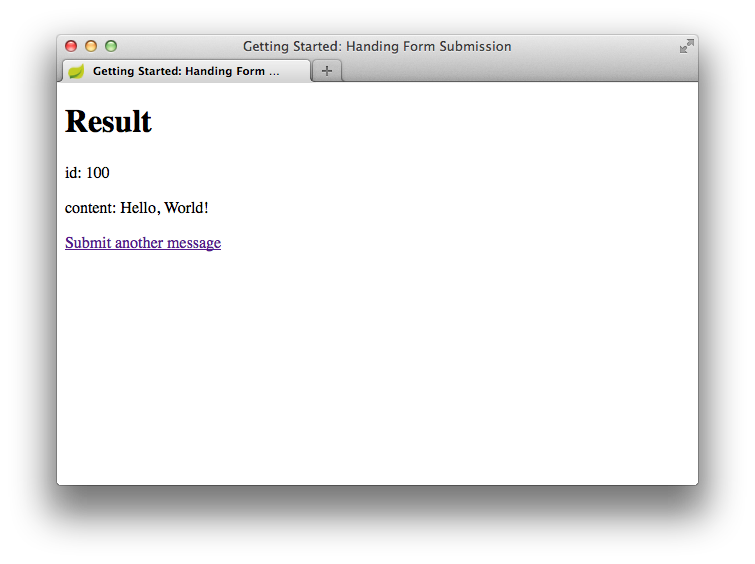 Getting Started: Handing Form Submission
Getting Started: Handing Form ...
Result
id: 100
content: Hello, World!
Submit another message